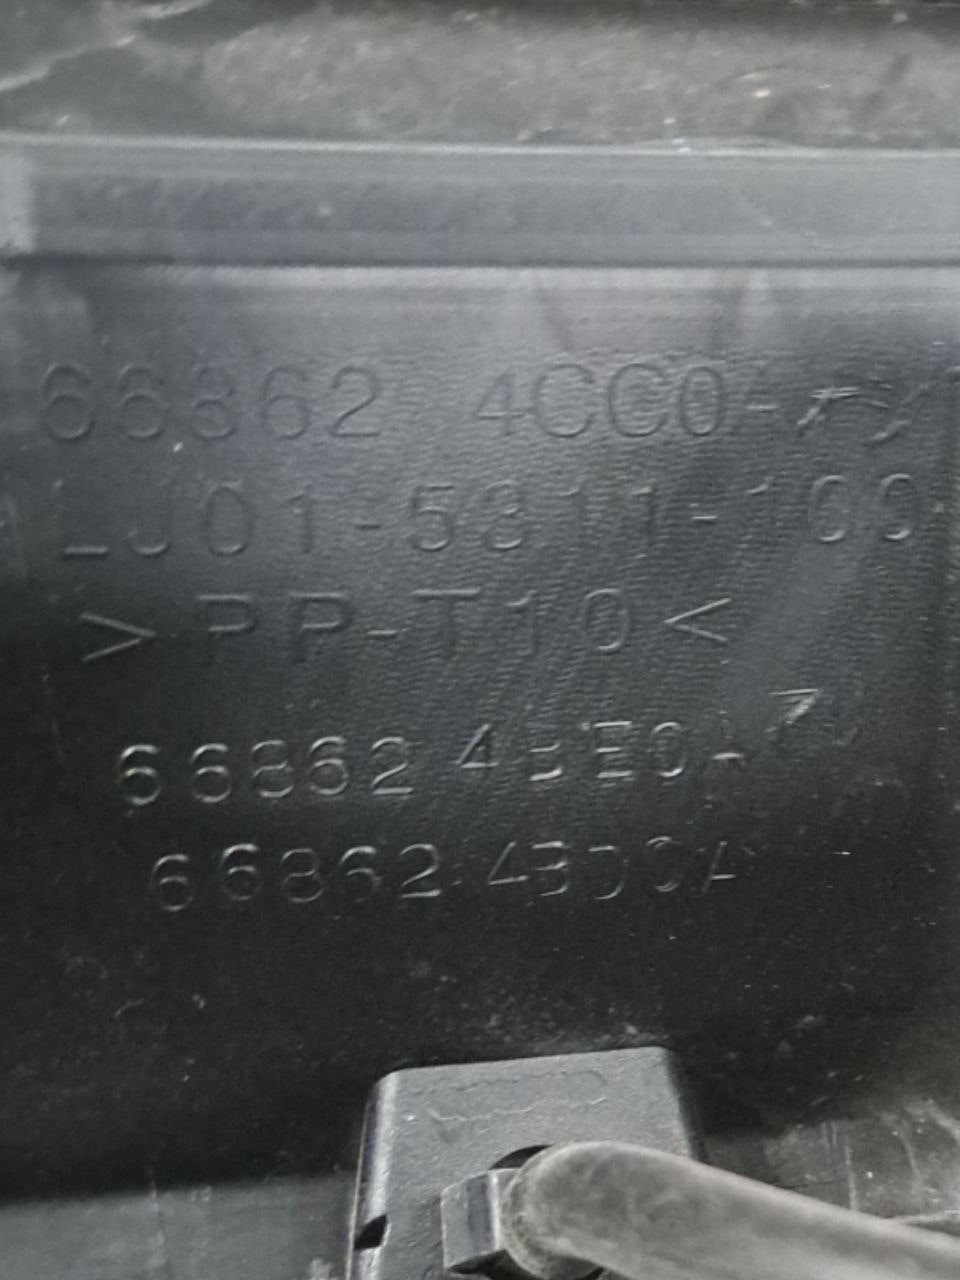 66862 4CC0A
LJ01-5811-100
>PP-T10<
66862 4BE0A
66862 4BD0A